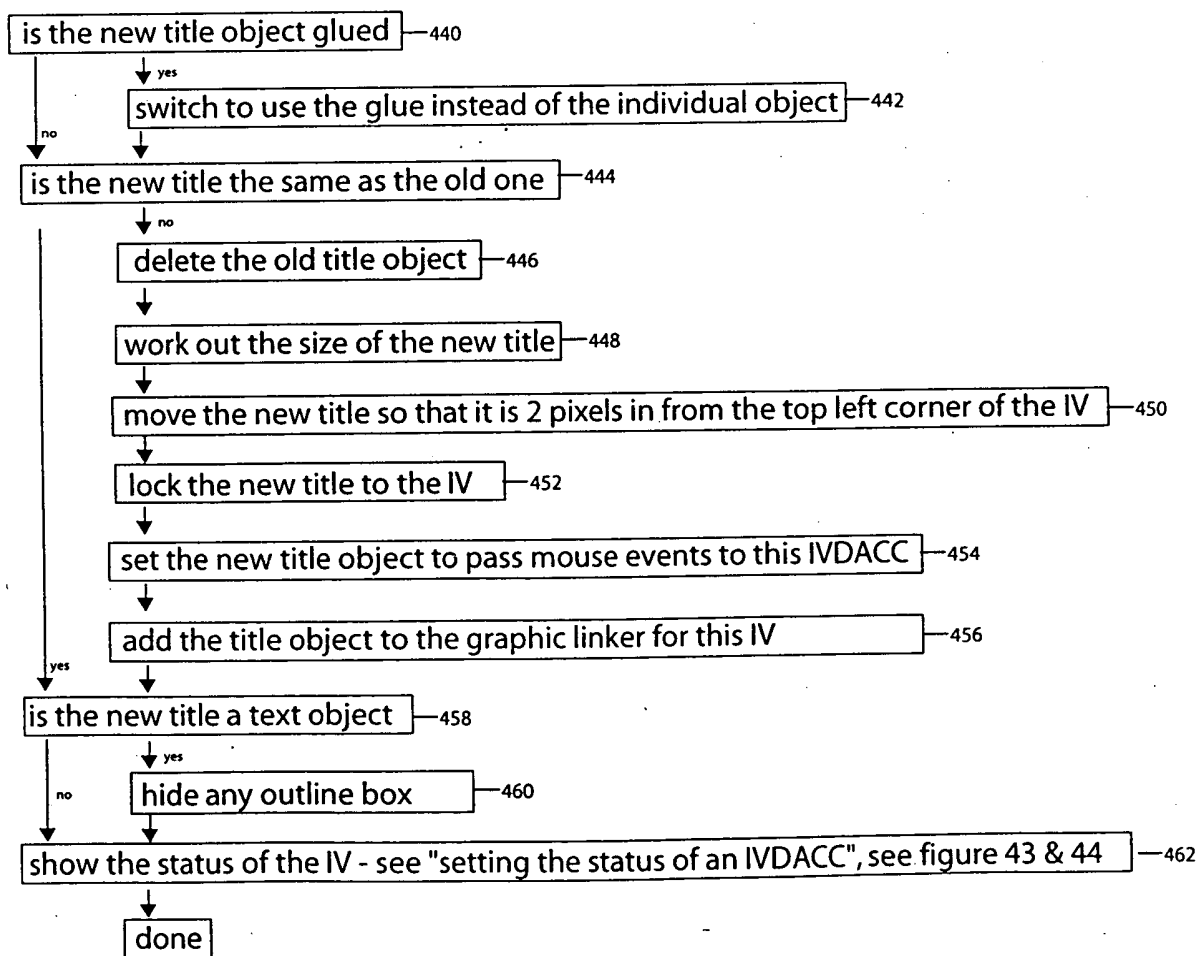 is the new title object glued 440
yes
switch to use the glue instead of the individual object 442
no
is the new title the same as the old one 444
no
delete the old title object 446
work out the size of the new title 448
move the new title so that it is 2 pixels in from the top left corner of the IV 450
lock the new title to the IV 452
set the new title object to pass mouse events to this IVDACC 454
add the title object to the graphic linker for this IV 456
yes
is the new title a text object 458
yes
no
hide any outline box 460
show the status of the IV - see "setting the status of an IVDACC", see figure 43 & 44 462
done